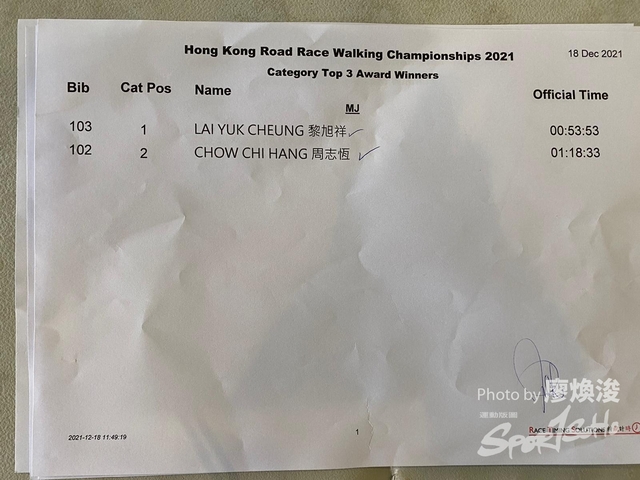 Hong Kong Road Race Walking Championships 2021 18 Dec 2021
Category Top 3 Award Winners
Bib Cat Pos Name Official Time
MJ
103 1 LAI YUK CHEUNG 黎旭祥 00:53:53
102 2 CHOW CHI HANG 周志恆 01:18:33
Photo by 廖煥浚
運動版圖
SPORTSHO
2021-12-18 11:49:19 1 RACE TIMING SOLUTIONS